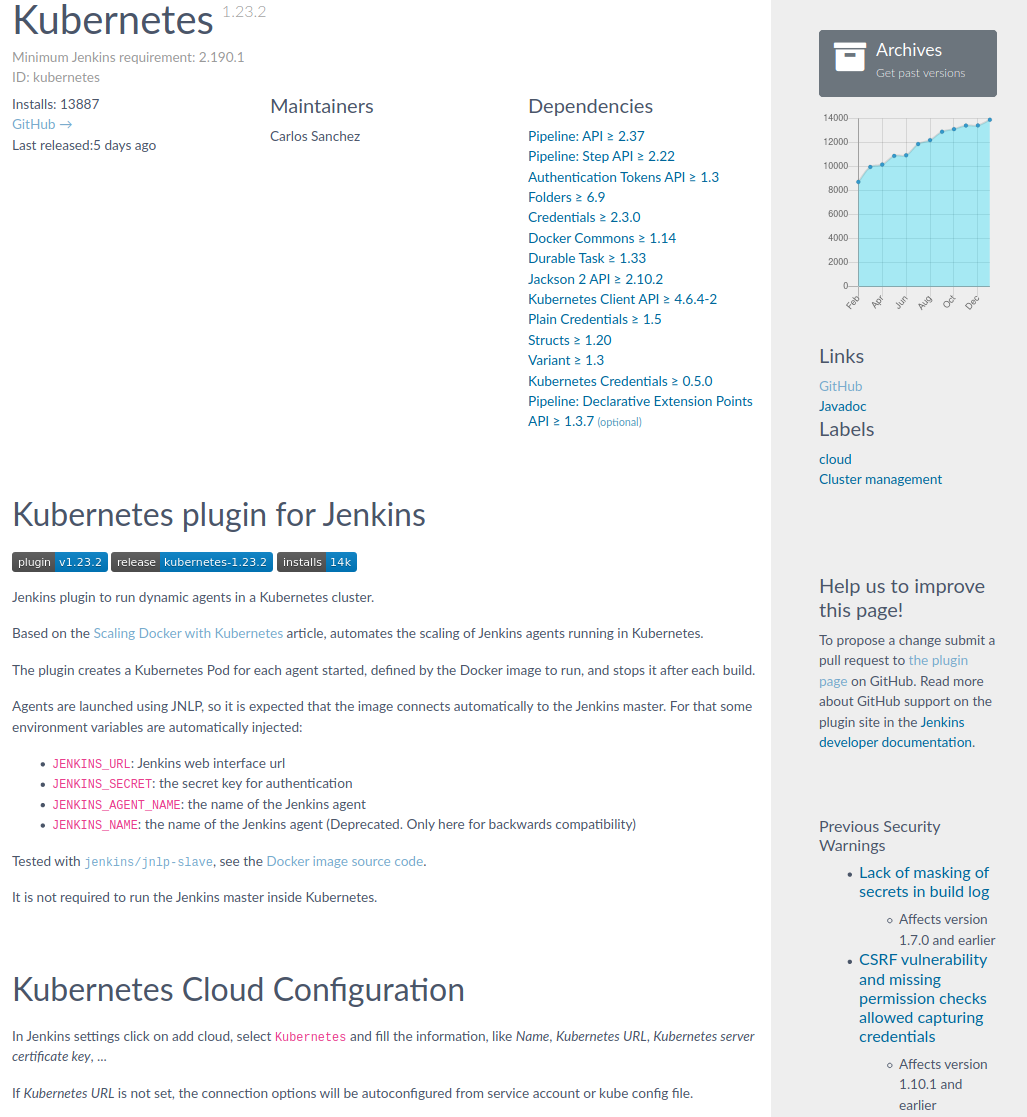 Kubernetes 1.23.2
Minimum Jenkins requirement: 2.190.1
ID: kubernetes
Installs: 13887
GitHub →
Last released:5 days ago
Maintainers
Carlos Sanchez
Dependencies
Pipeline: API ≥ 2.37
Pipeline: Step API ≥ 2.22
Authentication Tokens API ≥ 1.3
Folders ≥ 6.9
Credentials ≥ 2.3.0
Docker Commons ≥ 1.14
Durable Task ≥ 1.33
Jackson 2 API ≥ 2.10.2
Kubernetes Client API ≥ 4.6.4-2
Plain Credentials ≥ 1.5
Structs ≥ 1.20
Variant ≥ 1.3
Kubernetes Credentials ≥ 0.5.0
Pipeline: Declarative Extension Points
API ≥ 1.3.7 (optional)
Kubernetes plugin for Jenkins
plugin v1.23.2 release kubernetes-1.23.2 installs 14k
Jenkins plugin to run dynamic agents in a Kubernetes cluster.
Based on the Scaling Docker with Kubernetes article, automates the scaling of Jenkins agents running in Kubernetes.
The plugin creates a Kubernetes Pod for each agent started, defined by the Docker image to run, and stops it after each build.
Agents are launched using JNLP, so it is expected that the image connects automatically to the Jenkins master. For that some
environment variables are automatically injected:
• JENKINS_URL: Jenkins web interface url
• JENKINS_SECRET: the secret key for authentication
• JENKINS_AGENT_NAME: the name of the Jenkins agent
• JENKINS_NAME: the name of the Jenkins agent (Deprecated. Only here for backwards compatibility)
Tested with jenkins/jnlp-slave, see the Docker image source code.
It is not required to run the Jenkins master inside Kubernetes.
Kubernetes Cloud Configuration
In Jenkins settings click on add cloud, select Kubernetes and fill the information, like Name, Kubernetes URL, Kubernetes server
certificate key, ...
If Kubernetes URL is not set, the connection options will be autoconfigured from service account or kube config file.
Archives
Get past versions
14000
12000
10000
8000
6000
4000
2000
0
Feb Apr Jun Aug Oct Dec
Links
GitHub
Javadoc
Labels
cloud
Cluster management
Help us to improve
this page!
To propose a change submit a
pull request to the plugin
page on GitHub. Read more
about GitHub support on the
plugin site in the Jenkins
developer documentation.
Previous Security
Warnings
• Lack of masking of
secrets in build log
◦ Affects version
1.7.0 and earlier
• CSRF vulnerability
and missing
permission checks
allowed capturing
credentials
◦ Affects version
1.10.1 and
earlier